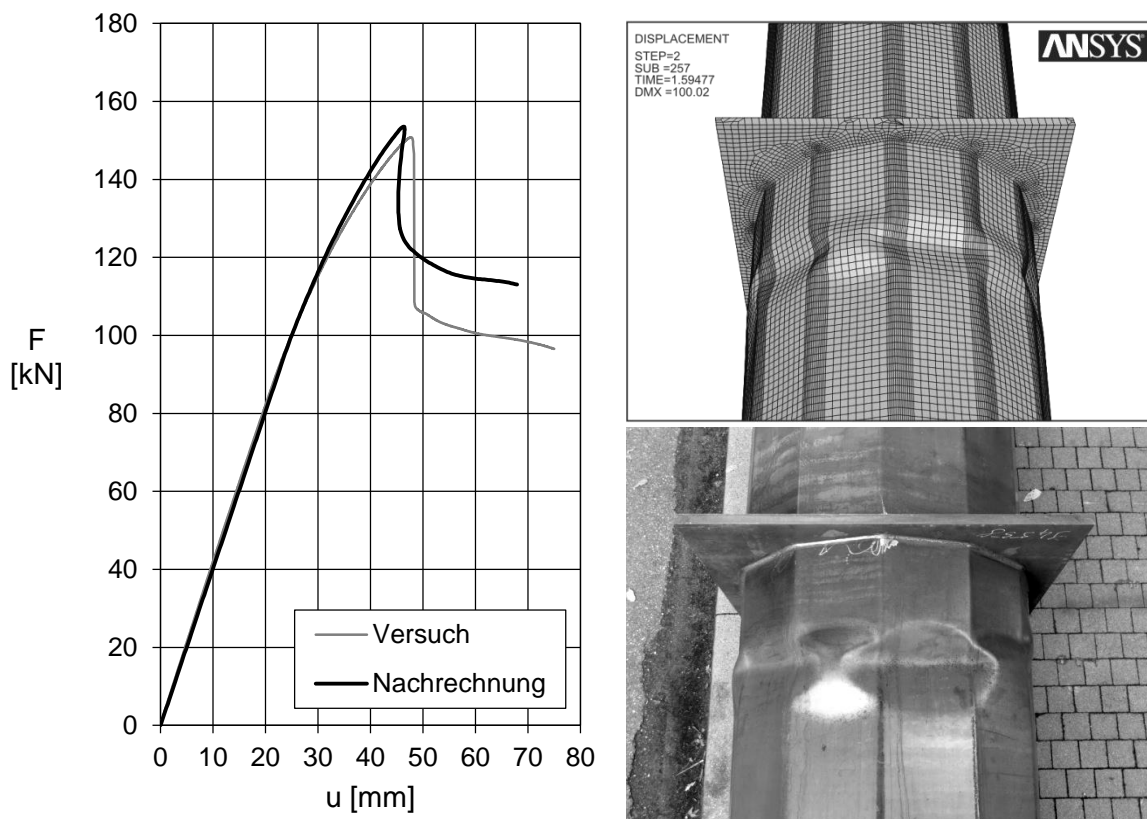 180
160
140
120
100
80
60
40
20
0
F
[kN]
0 10 20 30 40 50 60 70 80
u [mm]
Versuch
Nachrechnung
DISPLACEMENT
STEP=2
SUB =257
TIME=1.59477
DMX =100.02
ANSYS